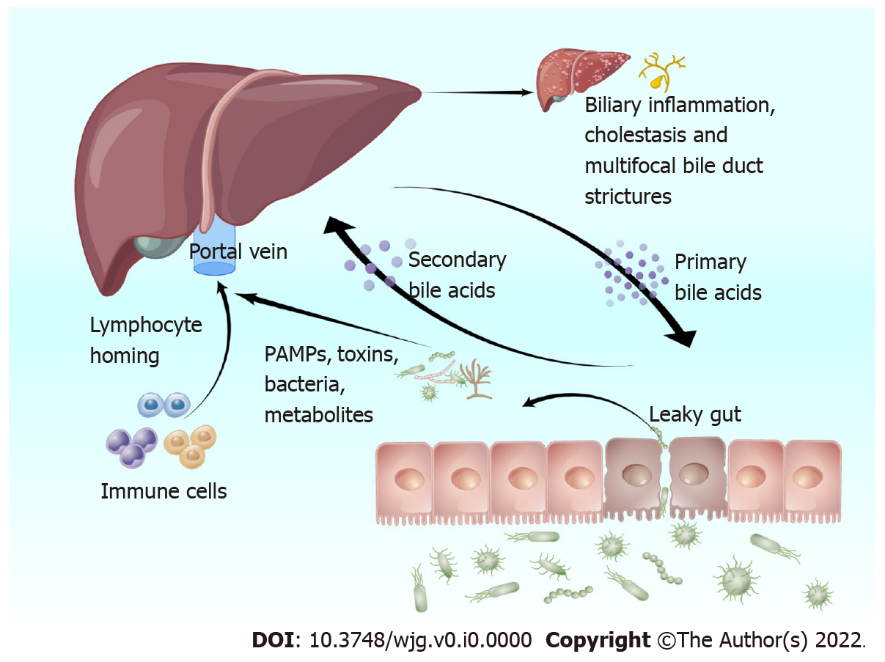 Biliary inflammation,
cholestasis and
multifocal bile duct
strictures
Portal vein
Secondary
bile acids
Primary
bile acids
Lymphocyte
homing
PAMPs, toxins,
bacteria,
metabolites
Leaky gut
Immune cells
DOI: 10.3748/wjg.v0.i0.0000 Copyright ©The Author(s) 2022.